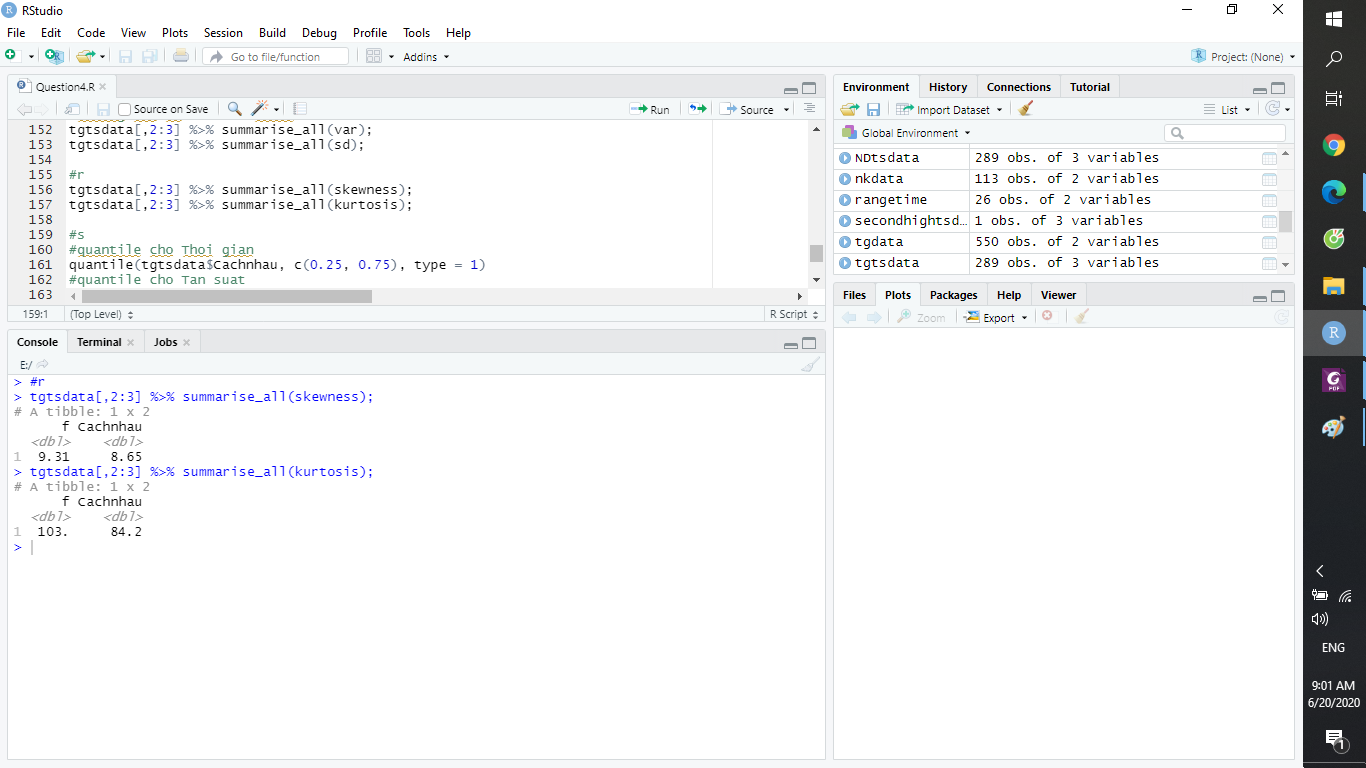 RStudio
File Edit Code View Plots Session Build Debug Profile Tools Help
Go to file/function Addins Project: (None)
Question4.R
Source on Save Run Source
152 tgtsdata[,2:3] %>% summarise_all(var);
153 tgtsdata[,2:3] %>% summarise_all(sd);
154
155 #r
156 tgtsdata[,2:3] %>% summarise_all(skewness);
157 tgtsdata[,2:3] %>% summarise_all(kurtosis);
158
159 #s
160 #quantile cho Thoi gian
161 quantile(tgtsdata$Cachnhau, c(0.25, 0.75), type = 1)
162 #quantile cho Tan suat
163
159:1 (Top Level) R Script
Console Terminal Jobs
E:/
> #r
> tgtsdata[,2:3] %>% summarise_all(skewness);
# A tibble: 1 x 2
f Cachnhau
<dbl> <dbl>
1 9.31 8.65
> tgtsdata[,2:3] %>% summarise_all(kurtosis);
# A tibble: 1 x 2
f Cachnhau
<dbl> <dbl>
1 103. 84.2
>
Environment History Connections Tutorial
Import Dataset List
Global Environment
NDtsdata 289 obs. of 3 variables
nkdata 113 obs. of 2 variables
rangetime 26 obs. of 2 variables
secondhightsd… 1 obs. of 3 variables
tgdata 550 obs. of 2 variables
tgtsdata 289 obs. of 3 variables
Files Plots Packages Help Viewer
Zoom Export
ENG
9:01 AM
6/20/2020
1